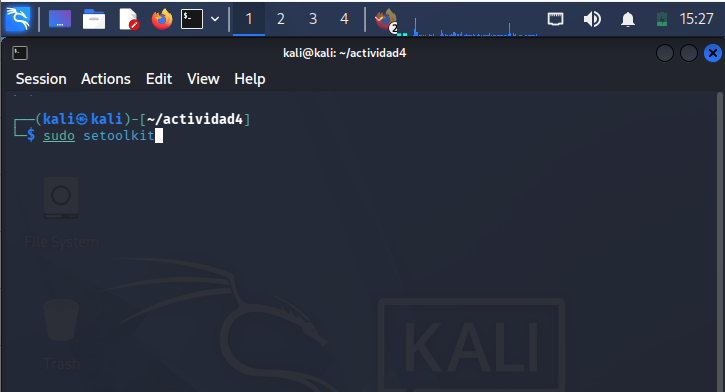 1 2 3 4 2 15:27
kali@kali: ~/actividad4
Session Actions Edit View Help
┌──(kali㉿kali)-[~/actividad4]
└─$ sudo setoolkit
File System
KALI
Trash